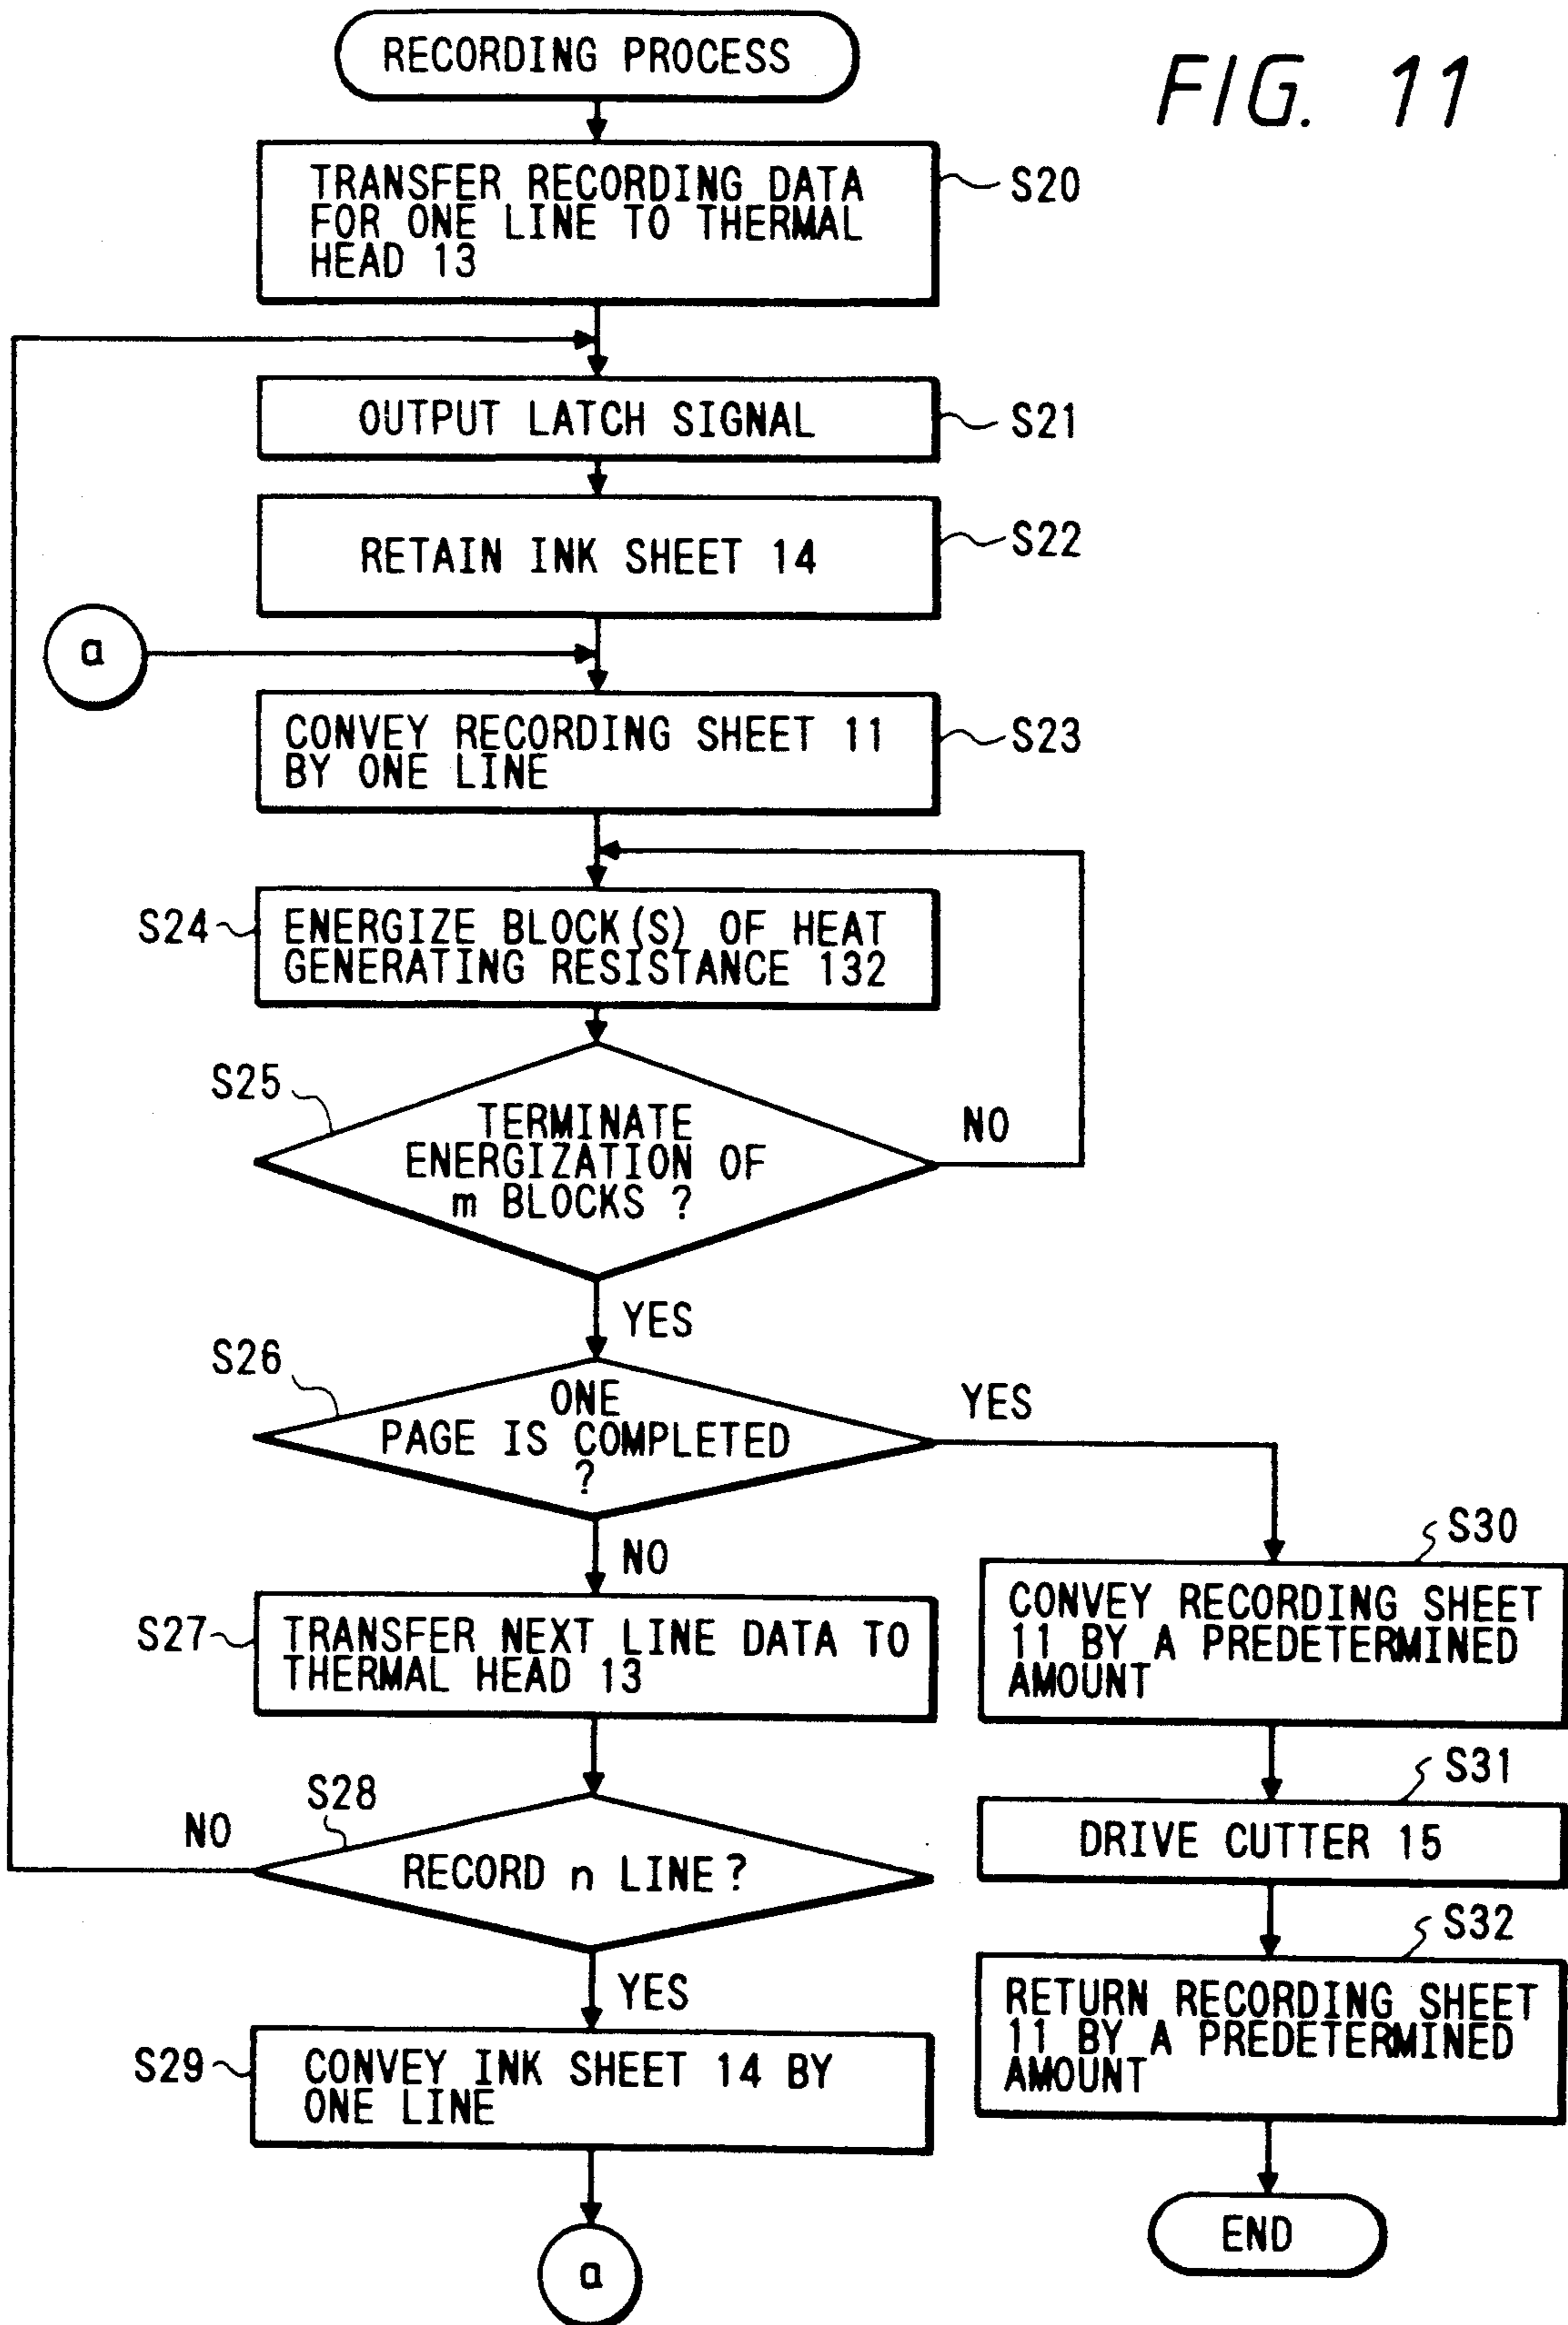 RECORDING PROCESS
FIG. 11
TRANSFER RECORDING DATA
FOR ONE LINE TO THERMAL
HEAD 13
S20
OUTPUT LATCH SIGNAL
S21
RETAIN INK SHEET 14
S22
a
CONVEY RECORDING SHEET 11
BY ONE LINE
S23
S24
ENERGIZE BLOCK(S) OF HEAT
GENERATING RESISTANCE 132
S25
TERMINATE
ENERGIZATION OF
m BLOCKS ?
NO
YES
S26
ONE
PAGE IS COMPLETED
?
YES
NO
S27
TRANSFER NEXT LINE DATA TO
THERMAL HEAD 13
S28
RECORD n LINE?
NO
YES
S29
CONVEY INK SHEET 14 BY
ONE LINE
a
S30
CONVEY RECORDING SHEET
11 BY A PREDETERMINED
AMOUNT
S31
DRIVE CUTTER 15
S32
RETURN RECORDING SHEET
11 BY A PREDETERMINED
AMOUNT
END